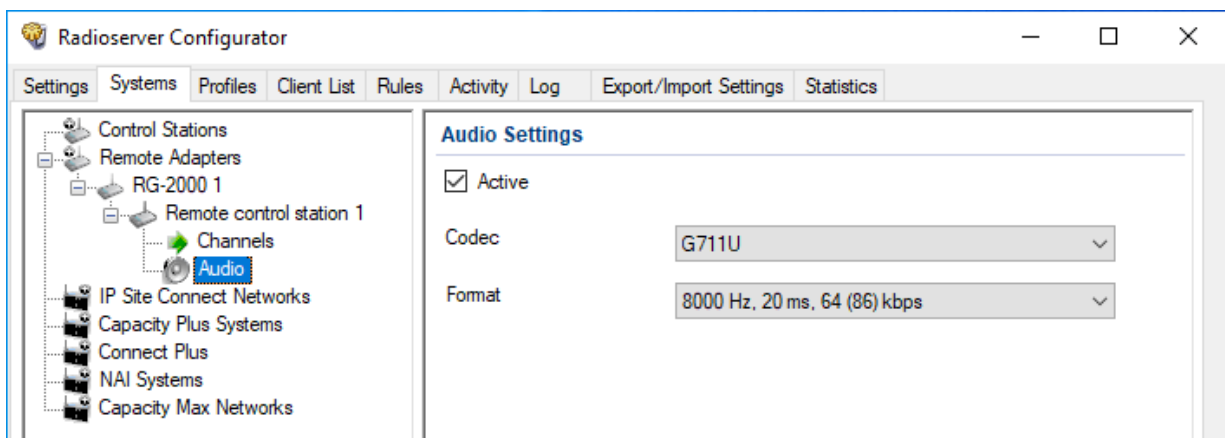 Radioserver Configurator
Settings Systems Profiles Client List Rules Activity Log Export/Import Settings Statistics
Control Stations
Remote Adapters
RG-2000 1
Remote control station 1
Channels
Audio
IP Site Connect Networks
Capacity Plus Systems
Connect Plus
NAI Systems
Capacity Max Networks
Audio Settings
Active
Codec G711U
Format 8000 Hz, 20 ms, 64 (86) kbps